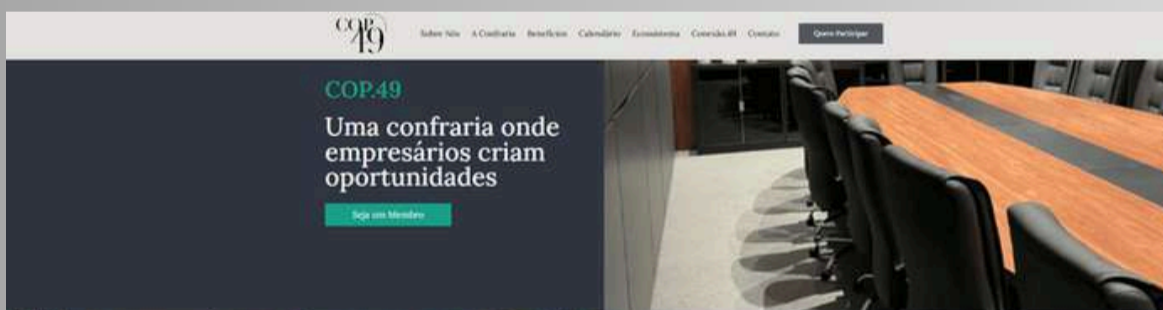 COP.
49
Sobre Nós A Confraria Benefícios Calendário Ecossistema Conexão.49 Contato Quero Participar
COP.49
Uma confraria onde
empresários criam
oportunidades
Seja um Membro